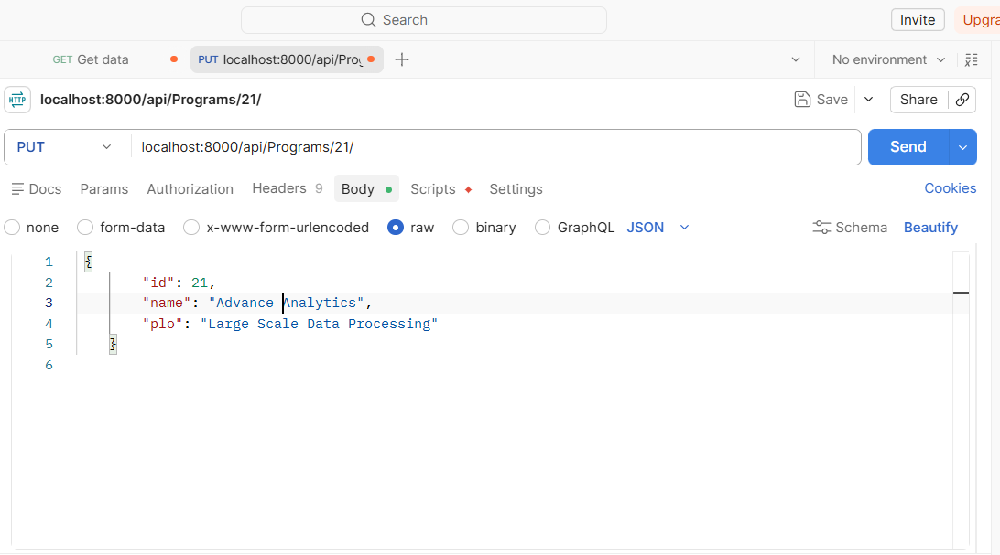 Search
Invite
Upgra
GET Get data
PUT localhost:8000/api/Prog
No environment
HTTP localhost:8000/api/Programs/21/
Save
Share
PUT localhost:8000/api/Programs/21/
Send
Docs Params Authorization Headers 9 Body Scripts Settings Cookies
none form-data x-www-form-urlencoded raw binary GraphQL JSON Schema Beautify
1 {
2 "id": 21,
3 "name": "Advance Analytics",
4 "plo": "Large Scale Data Processing"
5 }
6